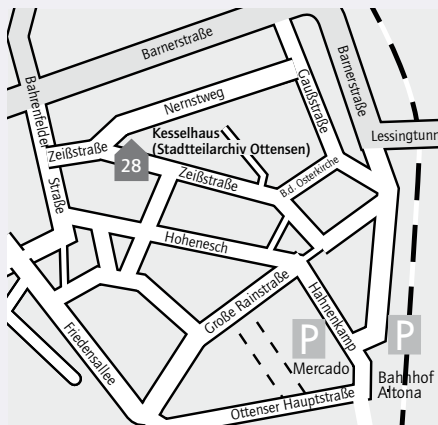 Barnerstraße
Barnerstraße
Bahrenfelder
Straße
Nernstweg
Gaußstraße
Lessingtunn
Kesselhaus
(Stadtteilarchiv Ottensen)
Zeißstraße
28
Zeißstraße
B.d. Osterkirche
Hohenesch
Große Rainstraße
Hahnenkamp
Friedensallee
P
Mercado
P
Bahnhof
Altona
Ottenser Hauptstraße